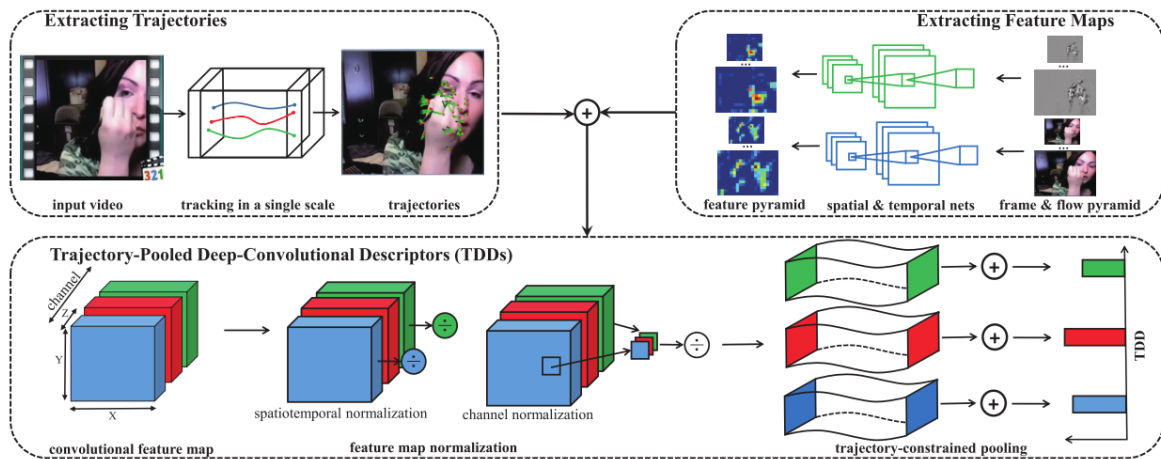 Extracting Trajectories
321
input video
tracking in a single scale
trajectories
+
Extracting Feature Maps
...
...
...
...
feature pyramid
spatial & temporal nets
frame & flow pyramid
Trajectory-Pooled Deep-Convolutional Descriptors (TDDs)
channel
Z
Y
X
convolutional feature map
÷
÷
spatiotemporal normalization
÷
channel normalization
feature map normalization
+
+
+
trajectory-constrained pooling
TDD